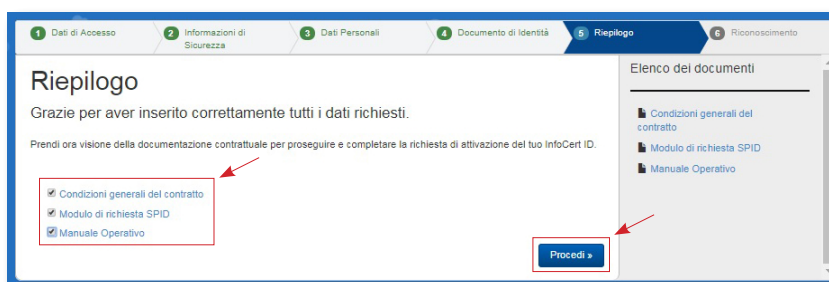 1 Dati di Accesso
2 Informazioni di
Sicurezza
3 Dati Personali
4 Documento di Identità
5 Riepilogo
6 Riconoscimento
Riepilogo
Grazie per aver inserito correttamente tutti i dati richiesti.
Prendi ora visione della documentazione contrattuale per proseguire e completare la richiesta di attivazione del tuo InfoCert ID.
Condizioni generali del contratto
Modulo di richiesta SPID
Manuale Operativo
Procedi »
Elenco dei documenti
Condizioni generali del
contratto
Modulo di richiesta SPID
Manuale Operativo